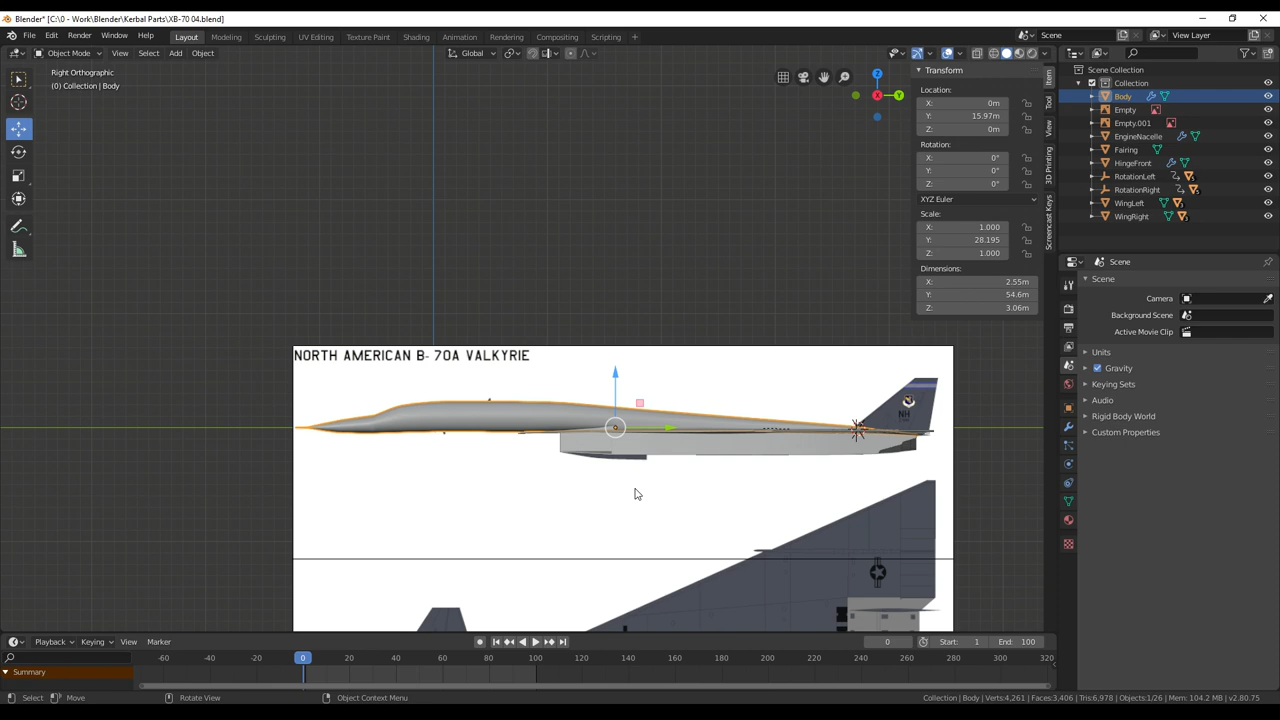 Blender* [C:\0 - Work\Blender\Kerbal Parts\XB-70 04.blend]
File Edit Render Window Help Layout Modeling Sculpting UV Editing Texture Paint Shading Animation Rendering Compositing Scripting + Scene View Layer
Object Mode View Select Add Object Global
Right Orthographic
(0) Collection | Body
Transform
Location:
X: 0m
Y: 15.97m
Z: 0m
Rotation:
X: 0°
Y: 0°
Z: 0°
XYZ Euler
Scale:
X: 1.000
Y: 28.195
Z: 1.000
Dimensions:
X: 2.55m
Y: 54.6m
Z: 3.06m
Item
Tool
View
3D Printing
Screencast Keys
Z
Y
X
Scene Collection
Collection
Body
Empty
Empty.001
EngineNacelle
Fairing
HingeFront
RotationLeft
RotationRight
WingLeft
WingRight
Scene
Scene
Camera
Background Scene
Active Movie Clip
Units
Gravity
Keying Sets
Audio
Rigid Body World
Custom Properties
NORTH AMERICAN B-70A VALKYRIE
NH
Playback Keying View Marker 0 Start: 1 End: 100
-60 -40 -20 0 20 40 60 80 100 120 140 160 180 200 220 240 260 280 300 320
Summary
Select Move Rotate View Object Context Menu Collection | Body | Verts:4,261 | Faces:3,406 | Tris:6,978 | Objects:1/26 | Mem: 104.2 MB | v2.80.75